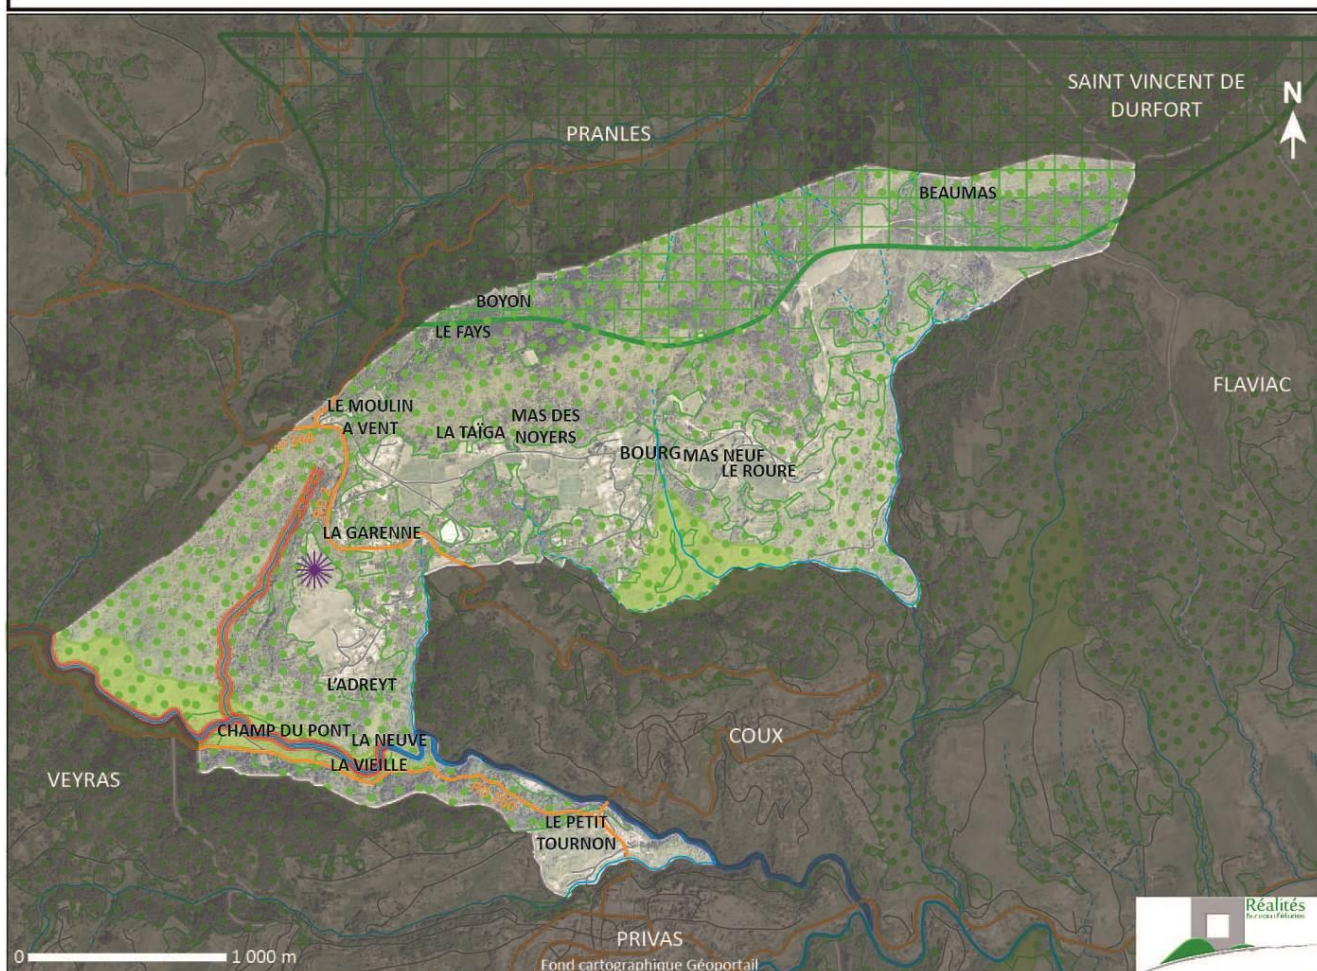 SAINT VINCENT DE
DURFORT
N
PRANLES
BEAUMAS
BOYON
LE FAYS
FLAVIAC
LE MOULIN
A VENT
MAS DES
NOYERS
LA TAÏGA
BOURG
MAS NEUF
LE ROURE
LA GARENNE
L'ADREYT
CHAMP DU PONT
LA NEUVE
LA VIEILLE
COUX
VEYRAS
LE PETIT
TOURNON
Réalités
PRIVAS
0
1 000 m
Fond cartographique Géoportail